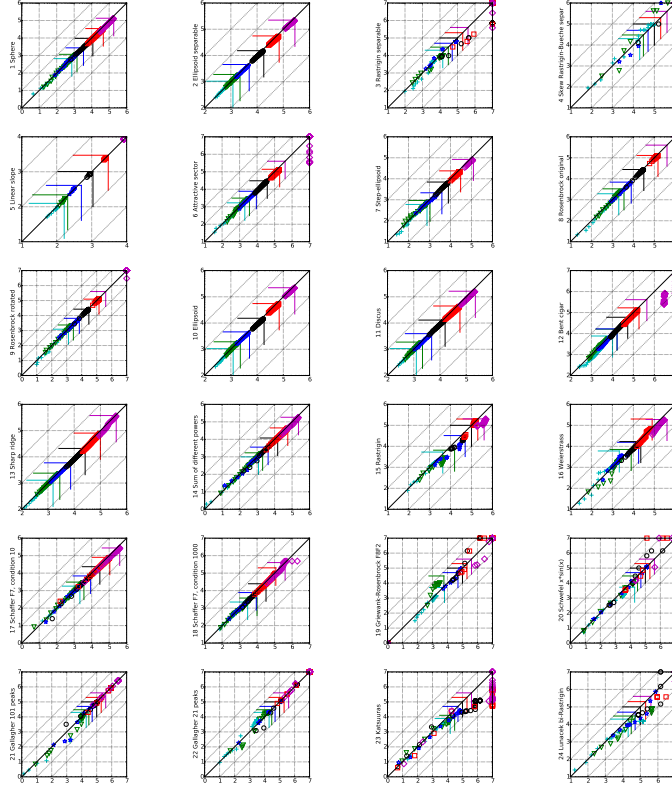 1 Sphere
2 Ellipsoid separable
3 Rastrigin separable
4 Skew Rastrigin-Bueche separ
5 Linear slope
6 Attractive sector
7 Step-ellipsoid
8 Rosenbrock original
9 Rosenbrock rotated
10 Ellipsoid
11 Discus
12 Bent cigar
13 Sharp ridge
14 Sum of different powers
15 Rastrigin
16 Weierstrass
17 Schaffer F7, condition 10
18 Schaffer F7, condition 1000
19 Griewank-Rosenbrock F8F2
20 Schwefel x*sin(x)
21 Gallagher 101 peaks
22 Gallagher 21 peaks
23 Katsuuras
24 Lunacek bi-Rastrigin